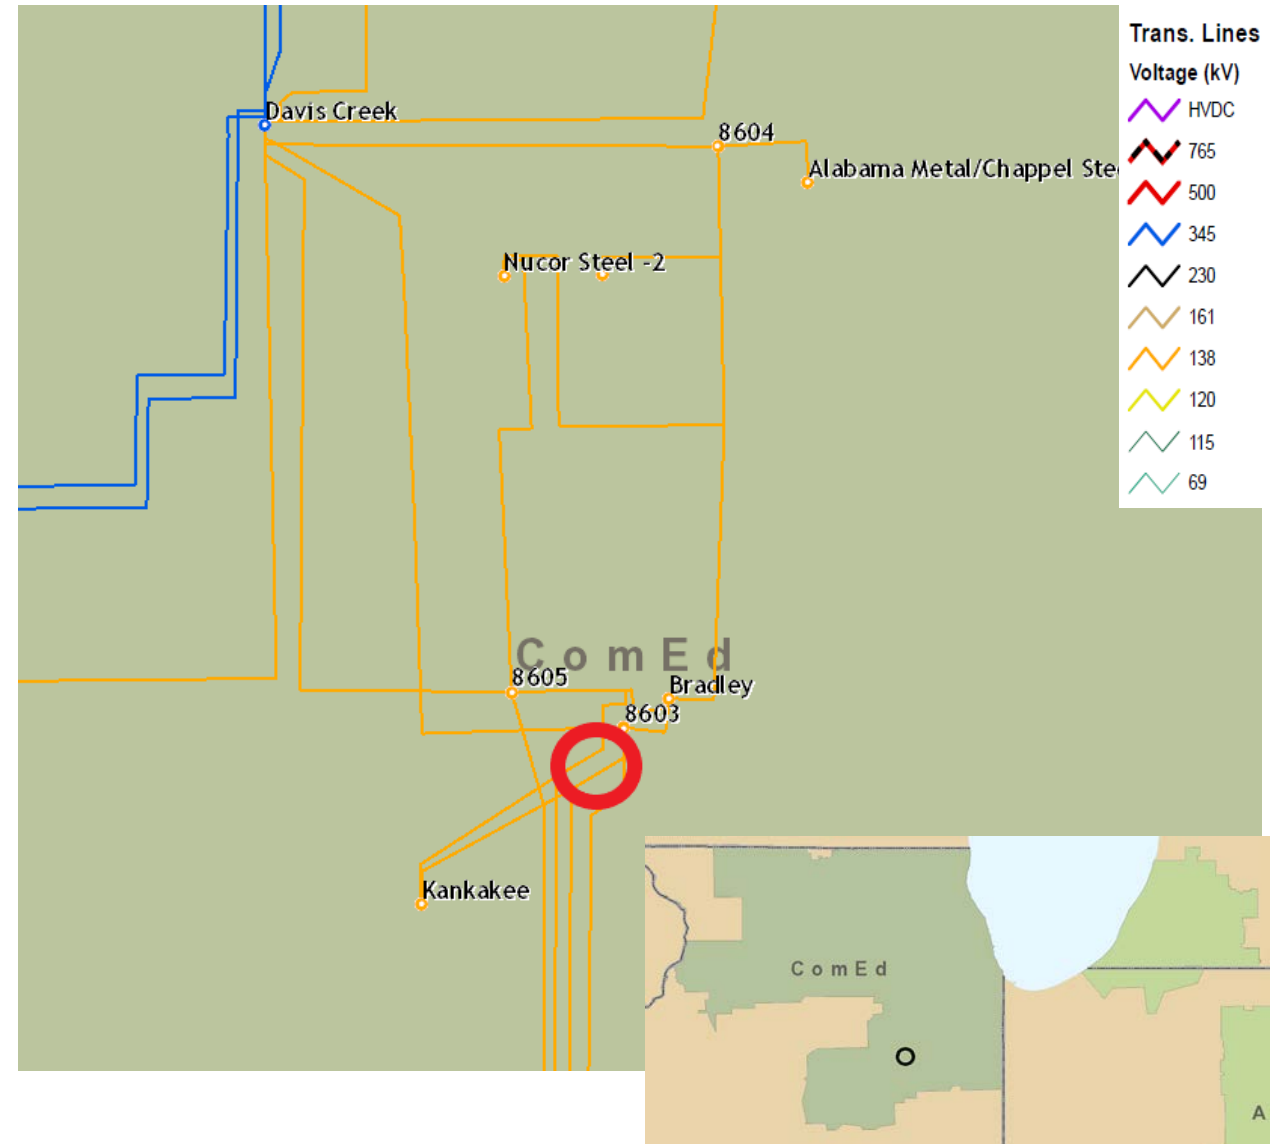 Trans. Lines
Voltage (kV)
HVDC
765
500
345
230
161
138
120
115
69
Davis Creek
8604
Alabama Metal/Chappel Stee
Nucor Steel -2
ComEd
8605
Bradley
8603
Kankakee
ComEd
A